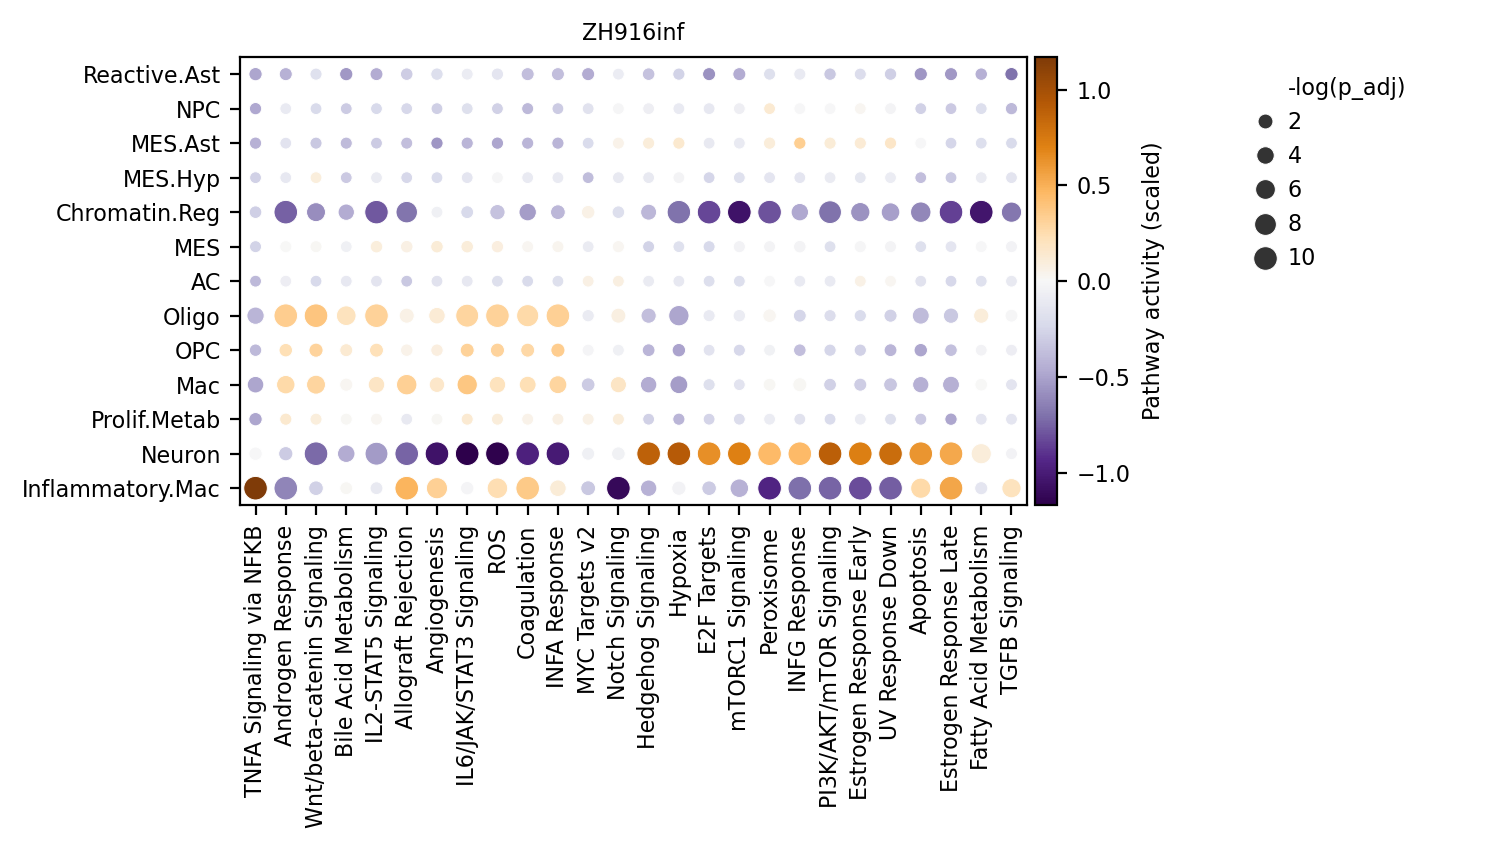 ZH916inf
Reactive.Ast
NPC
MES.Ast
MES.Hyp
Chromatin.Reg
MES
AC
Oligo
OPC
Mac
Prolif.Metab
Neuron
Inflammatory.Mac
TNFA Signaling via NFKB
Androgen Response
Wnt/beta-catenin Signaling
Bile Acid Metabolism
IL2-STAT5 Signaling
Allograft Rejection
Angiogenesis
IL6/JAK/STAT3 Signaling
ROS
Coagulation
INFA Response
MYC Targets v2
Notch Signaling
Hedgehog Signaling
Hypoxia
E2F Targets
mTORC1 Signaling
Peroxisome
INFG Response
PI3K/AKT/mTOR Signaling
Estrogen Response Early
UV Response Down
Apoptosis
Estrogen Response Late
Fatty Acid Metabolism
TGFB Signaling
1.0
0.5
0.0
−0.5
−1.0
Pathway activity (scaled)
-log(p_adj)
2
4
6
8
10